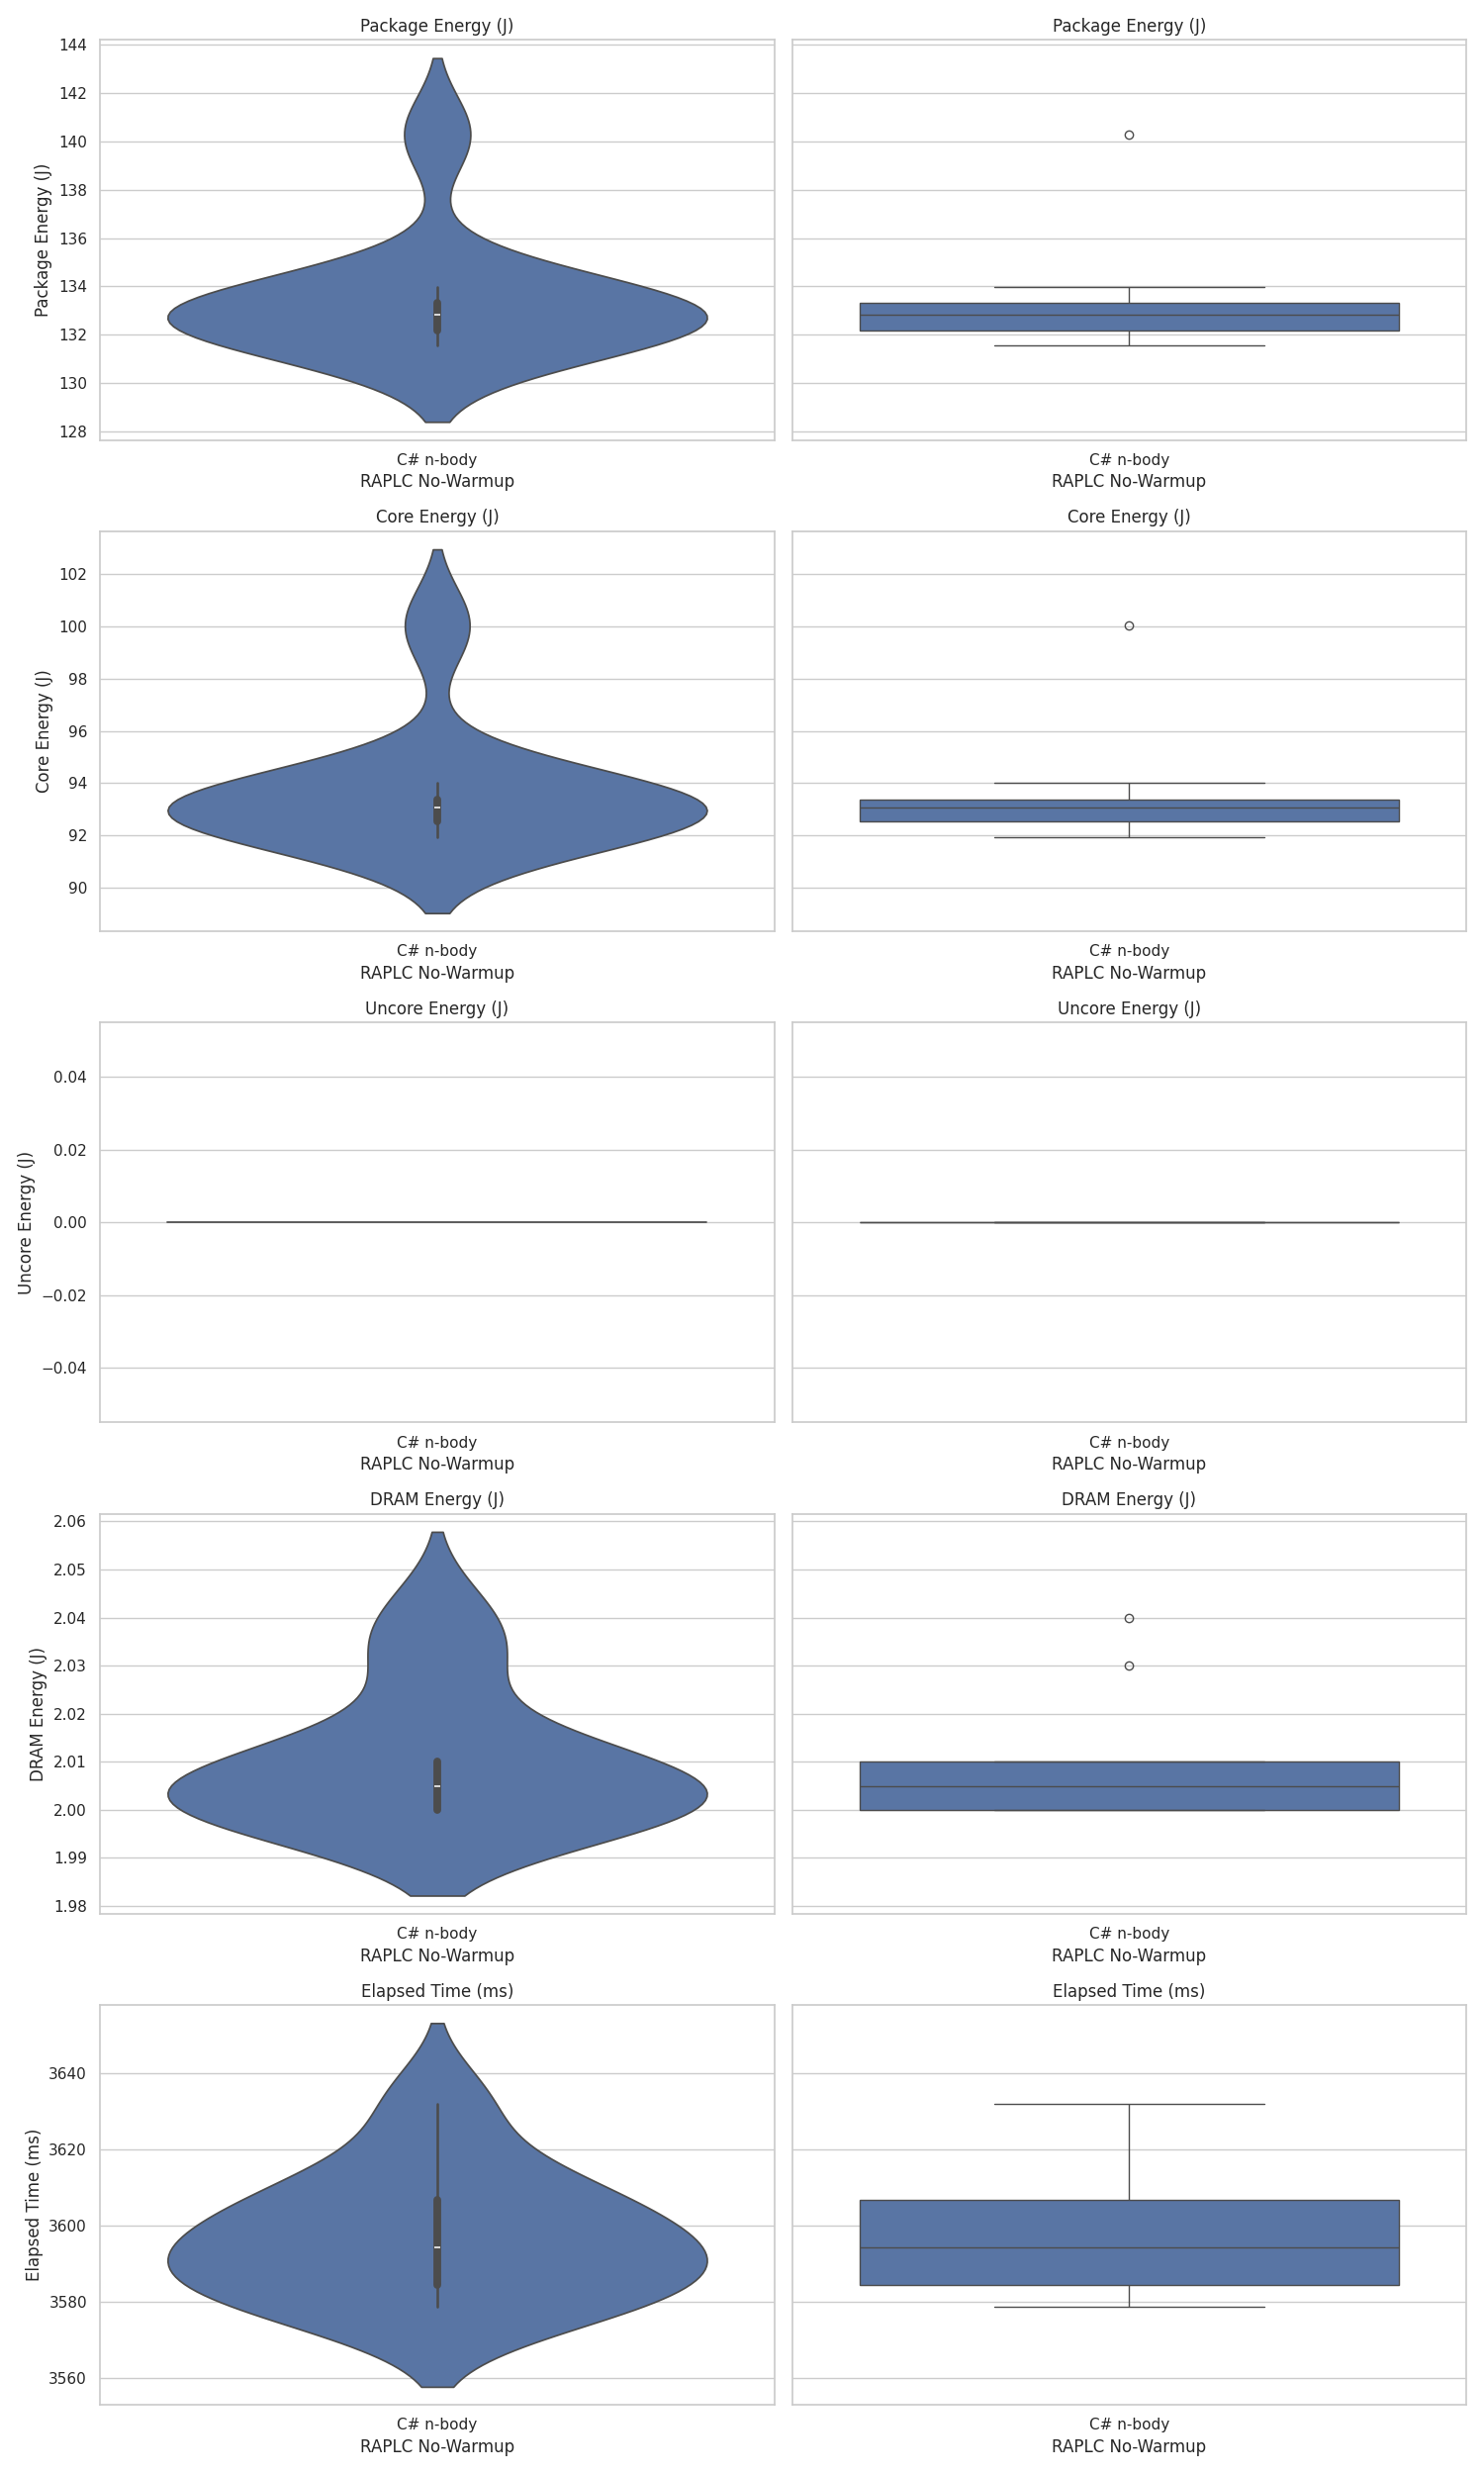 Package Energy (J)
Package Energy (J)
Package Energy (J)
144
142
140
138
136
134
132
130
128
C# n-body
RAPLC No-Warmup
C# n-body
RAPLC No-Warmup
Core Energy (J)
Core Energy (J)
Core Energy (J)
102
100
98
96
94
92
90
C# n-body
RAPLC No-Warmup
C# n-body
RAPLC No-Warmup
Uncore Energy (J)
Uncore Energy (J)
Uncore Energy (J)
0.04
0.02
0.00
−0.02
−0.04
C# n-body
RAPLC No-Warmup
C# n-body
RAPLC No-Warmup
DRAM Energy (J)
DRAM Energy (J)
DRAM Energy (J)
2.06
2.05
2.04
2.03
2.02
2.01
2.00
1.99
1.98
C# n-body
RAPLC No-Warmup
C# n-body
RAPLC No-Warmup
Elapsed Time (ms)
Elapsed Time (ms)
Elapsed Time (ms)
3640
3620
3600
3580
3560
C# n-body
RAPLC No-Warmup
C# n-body
RAPLC No-Warmup